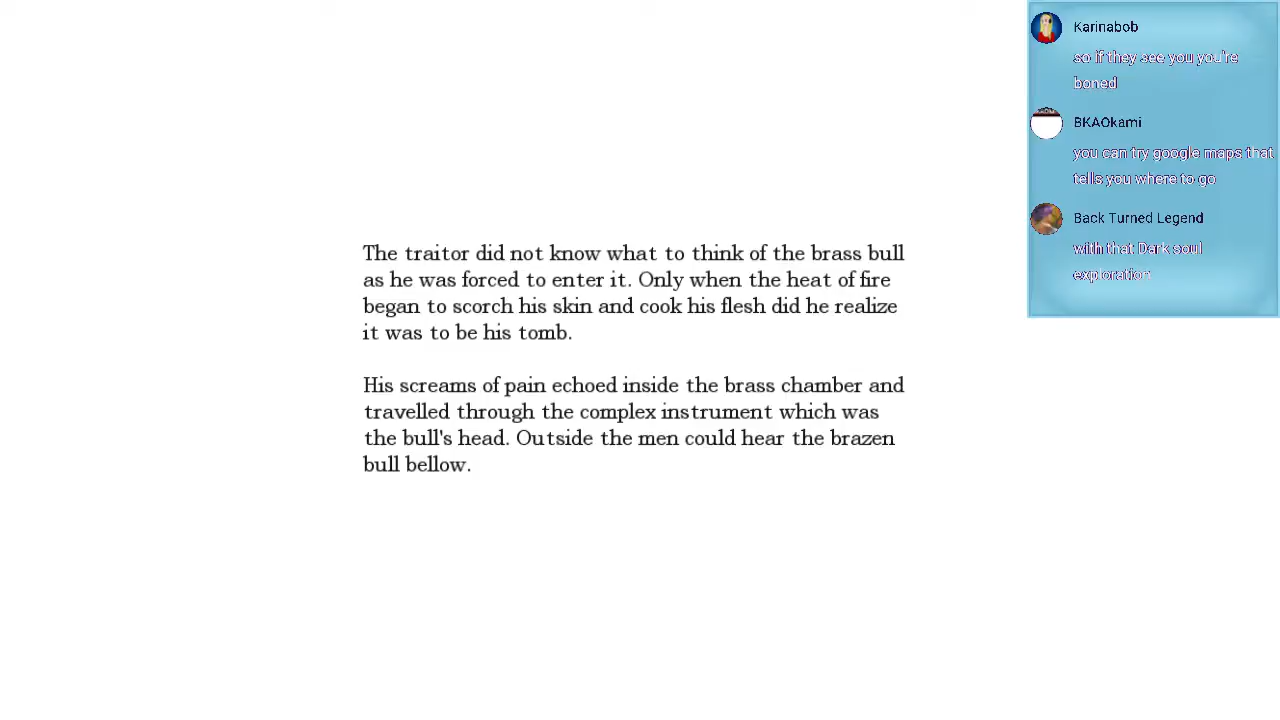 The traitor did not know what to think of the brass bull
as he was forced to enter it. Only when the heat of fire
began to scorch his skin and cook his flesh did he realize
it was to be his tomb.
His screams of pain echoed inside the brass chamber and
travelled through the complex instrument which was
the bull's head. Outside the men could hear the brazen
bull bellow.
Karinabob
so if they see you you're
boned
BKAOkami
you can try google maps that
tells you where to go
Back Turned Legend
with that Dark soul
exploration